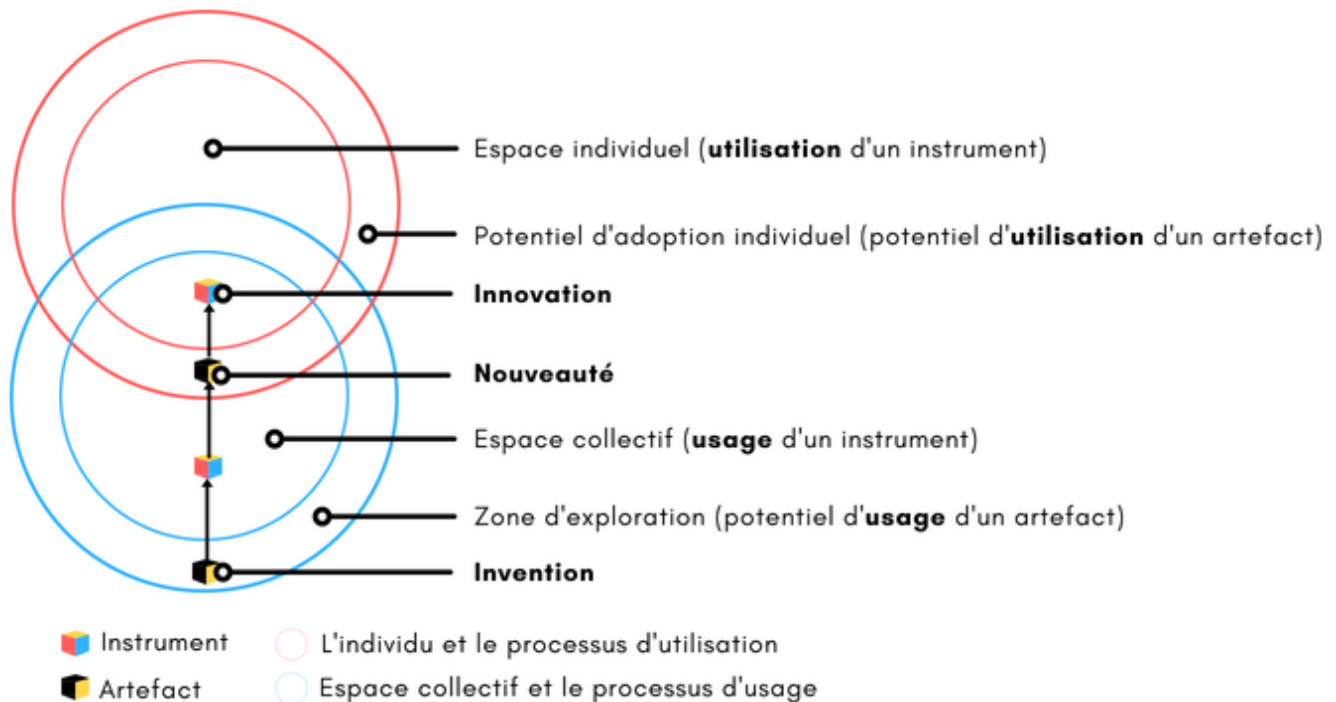 Espace individuel (utilisation d'un instrument)
Potentiel d'adoption individuel (potentiel d'utilisation d'un artefact)
Innovation
Nouveauté
Espace collectif (usage d'un instrument)
Zone d'exploration (potentiel d'usage d'un artefact)
Invention
Instrument
L'individu et le processus d'utilisation
Artefact
Espace collectif et le processus d'usage